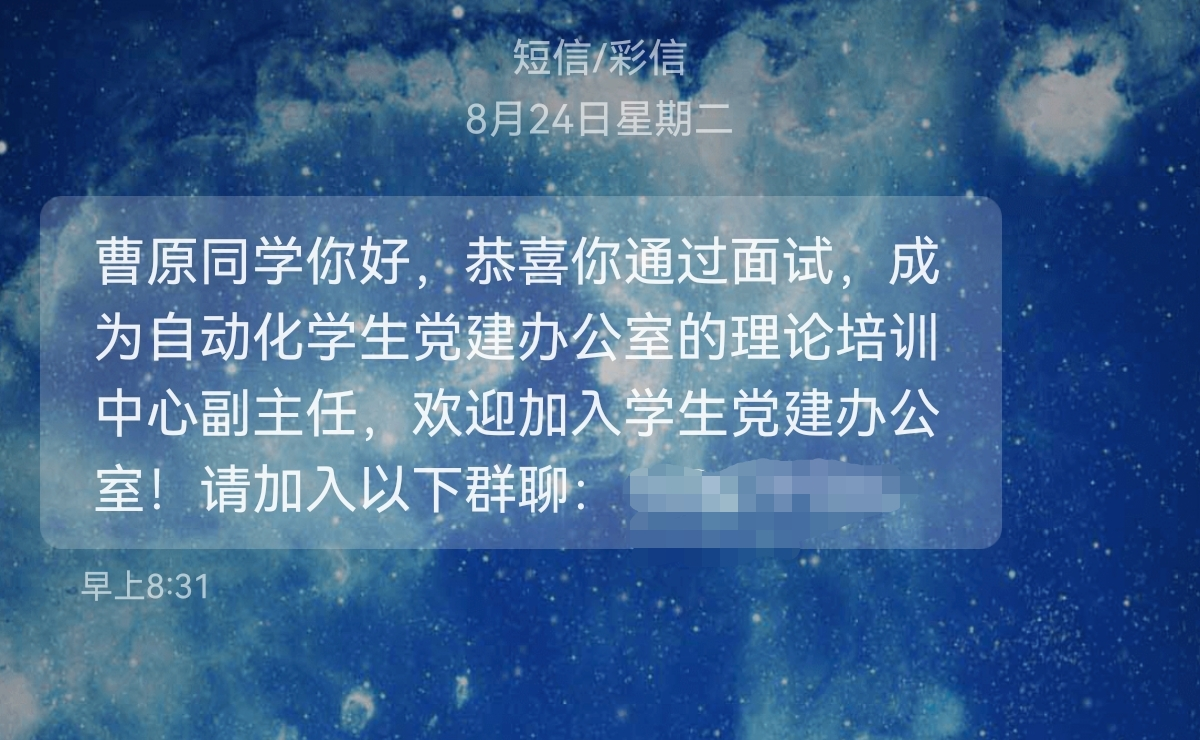 短信/彩信
8月24日星期二
曹原同学你好，恭喜你通过面试，成
为自动化学生党建办公室的理论培训
中心副主任，欢迎加入学生党建办公
室！请加入以下群聊：
早上8:31